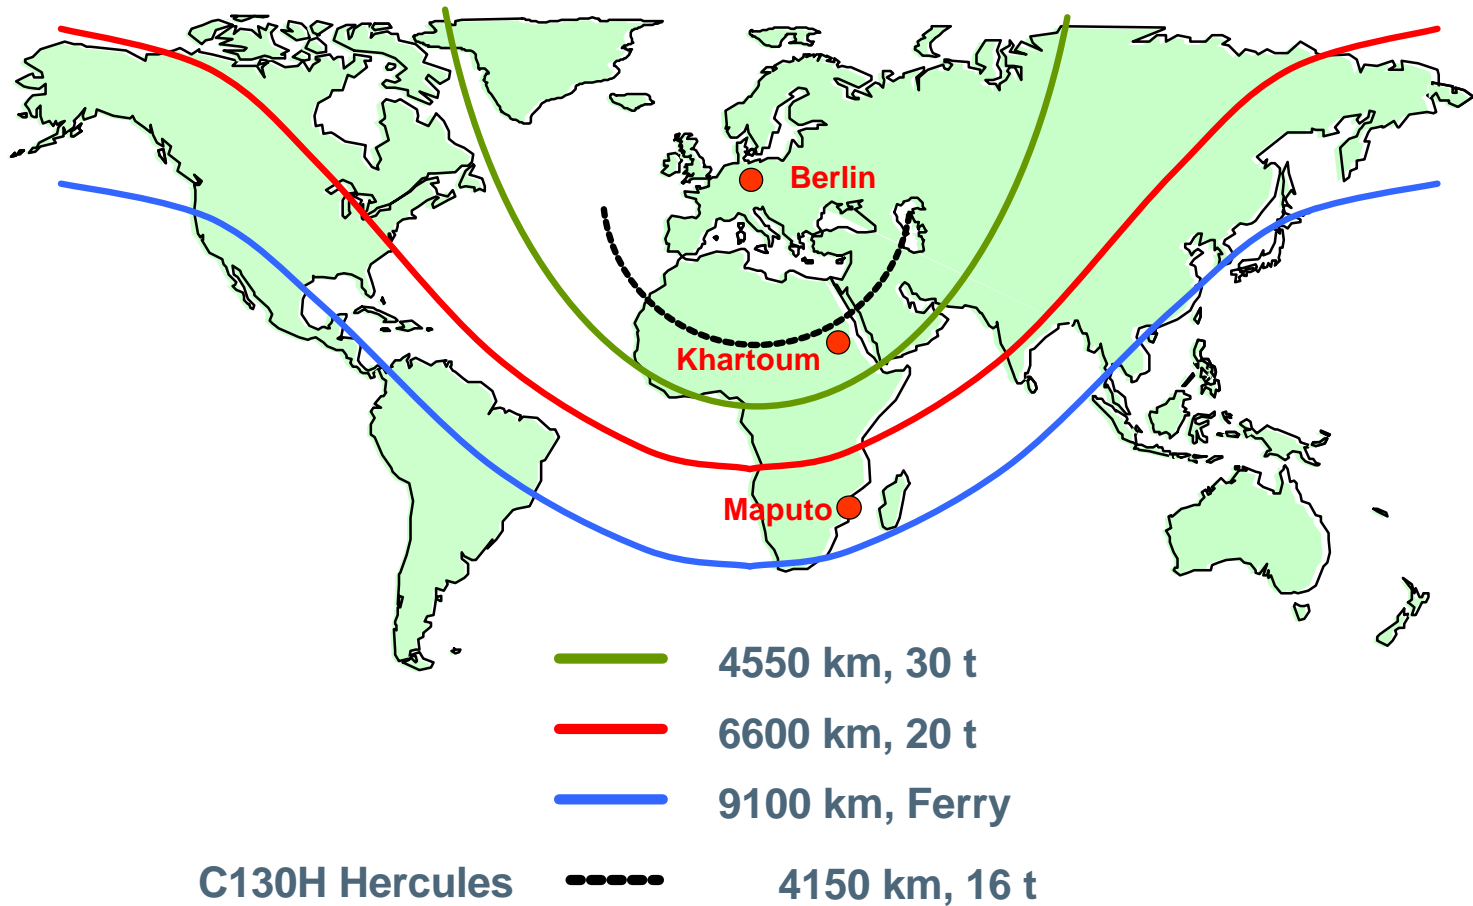 Berlin
Khartoum
Maputo
4550 km, 30 t
6600 km, 20 t
9100 km, Ferry
C130H Hercules 4150 km, 16 t